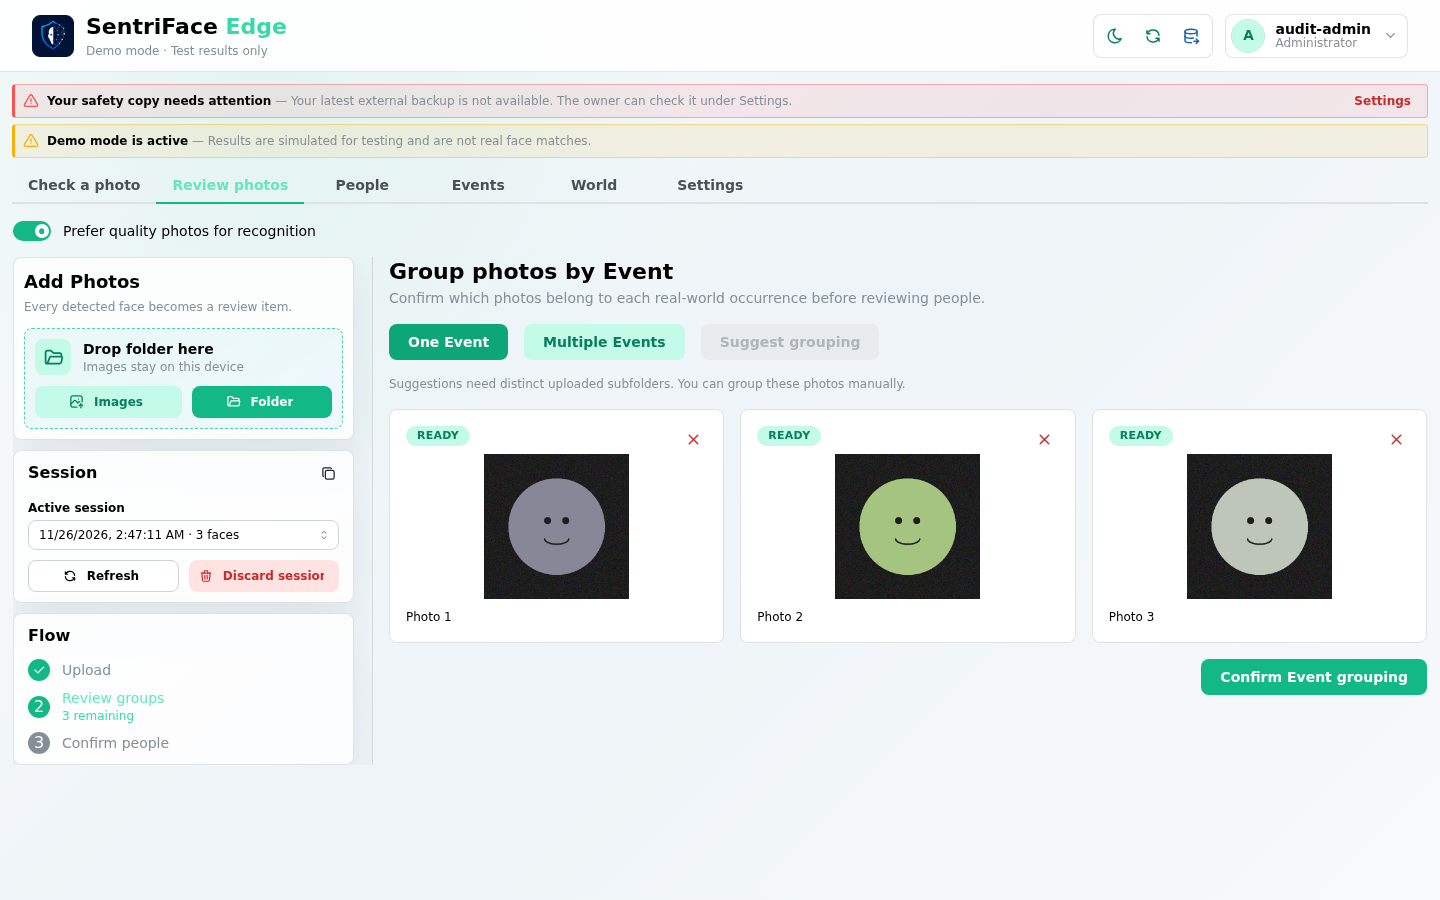 SentriFace Edge
Demo mode · Test results only
A
audit-admin
Administrator
Your safety copy needs attention — Your latest external backup is not available. The owner can check it under Settings.
Settings
Demo mode is active — Results are simulated for testing and are not real face matches.
Check a photo
Review photos
People
Events
World
Settings
Prefer quality photos for recognition
Add Photos
Every detected face becomes a review item.
Drop folder here
Images stay on this device
Images
Folder
Session
Active session
11/26/2026, 2:47:11 AM · 3 faces
Refresh
Discard session
Flow
Upload
2
Review groups
3 remaining
3
Confirm people
Group photos by Event
Confirm which photos belong to each real-world occurrence before reviewing people.
One Event
Multiple Events
Suggest grouping
Suggestions need distinct uploaded subfolders. You can group these photos manually.
READY
Photo 1
READY
Photo 2
READY
Photo 3
Confirm Event grouping